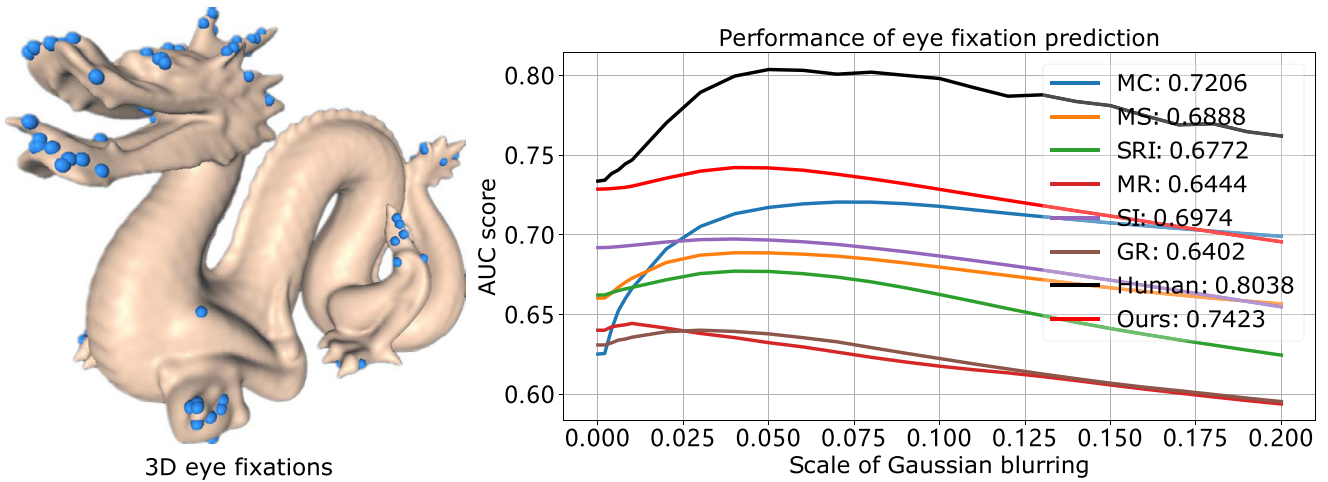 3D eye fixations
Performance of eye fixation prediction
AUC score
0.80
0.75
0.70
0.65
0.60
MC: 0.7206
MS: 0.6888
SRI: 0.6772
MR: 0.6444
SI: 0.6974
GR: 0.6402
Human: 0.8038
Ours: 0.7423
0.000 0.025 0.050 0.075 0.100 0.125 0.150 0.175 0.200
Scale of Gaussian blurring